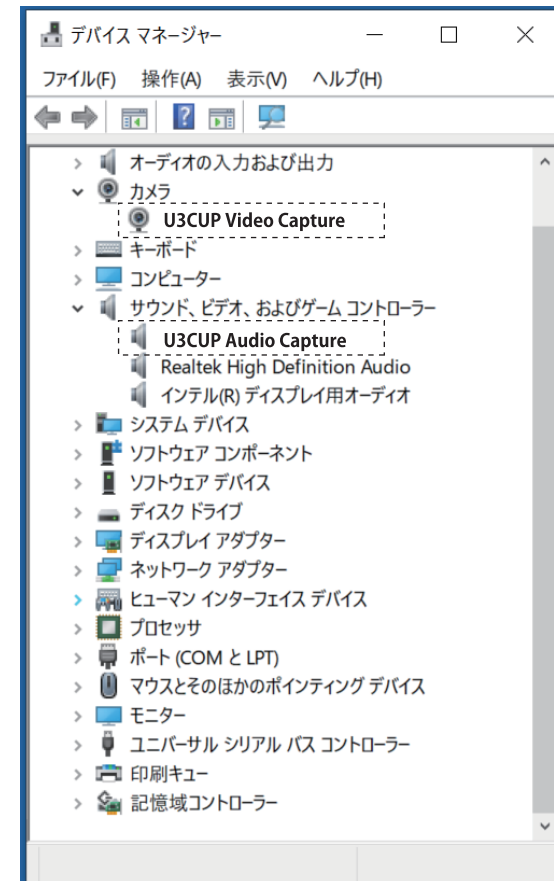 デバイス マネージャー
ファイル(F) 操作(A) 表示(V) ヘルプ(H)
オーディオの入力および出力
カメラ
U3CUP Video Capture
キーボード
コンピューター
サウンド、ビデオ、およびゲーム コントローラー
U3CUP Audio Capture
Realtek High Definition Audio
インテル(R) ディスプレイ用オーディオ
システム デバイス
ソフトウェア コンポーネント
ソフトウェア デバイス
ディスク ドライブ
ディスプレイ アダプター
ネットワーク アダプター
ヒューマン インターフェイス デバイス
プロセッサ
ポート (COM と LPT)
マウスとそのほかのポインティング デバイス
モニター
ユニバーサル シリアル バス コントローラー
印刷キュー
記憶域コントローラー